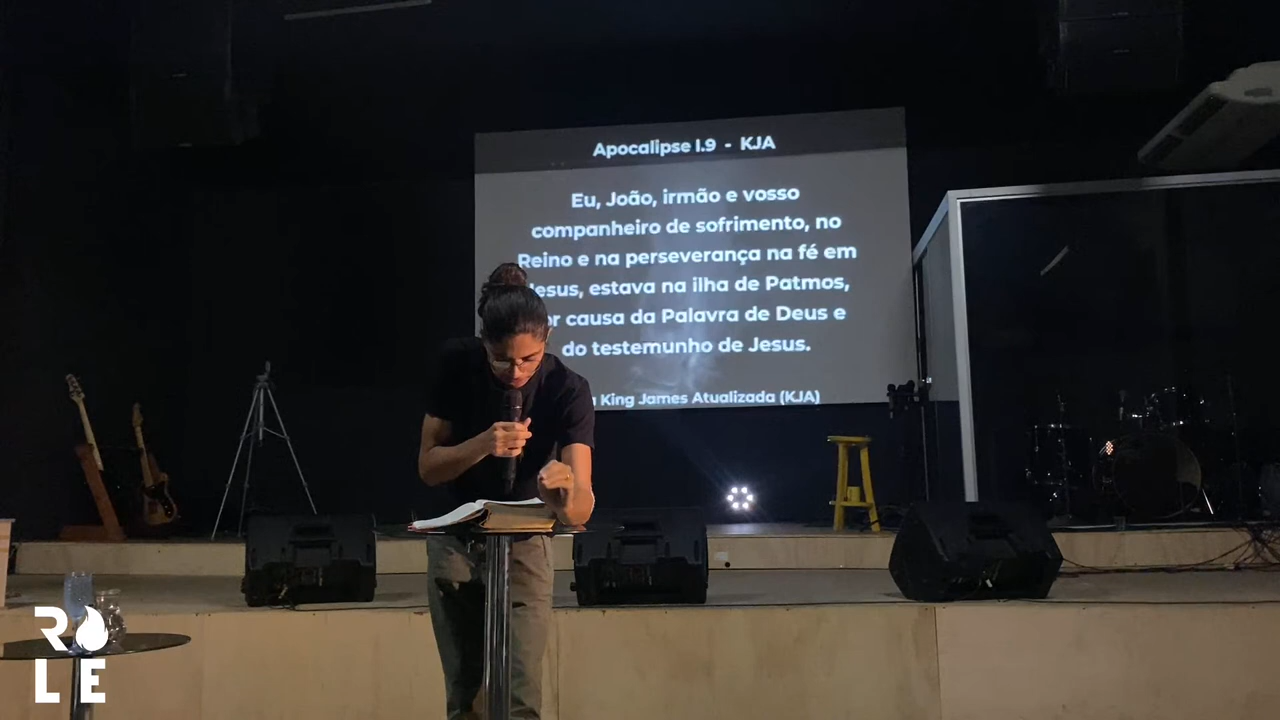 Apocalipse 1.9 - KJA
Eu, João, irmão e vosso
companheiro de sofrimento, no
Reino e na perseverança na fé em
Jesus, estava na ilha de Patmos,
causa da Palavra de Deus e
do testemunho de Jesus.
King James Atualizada (KJA)
R LE